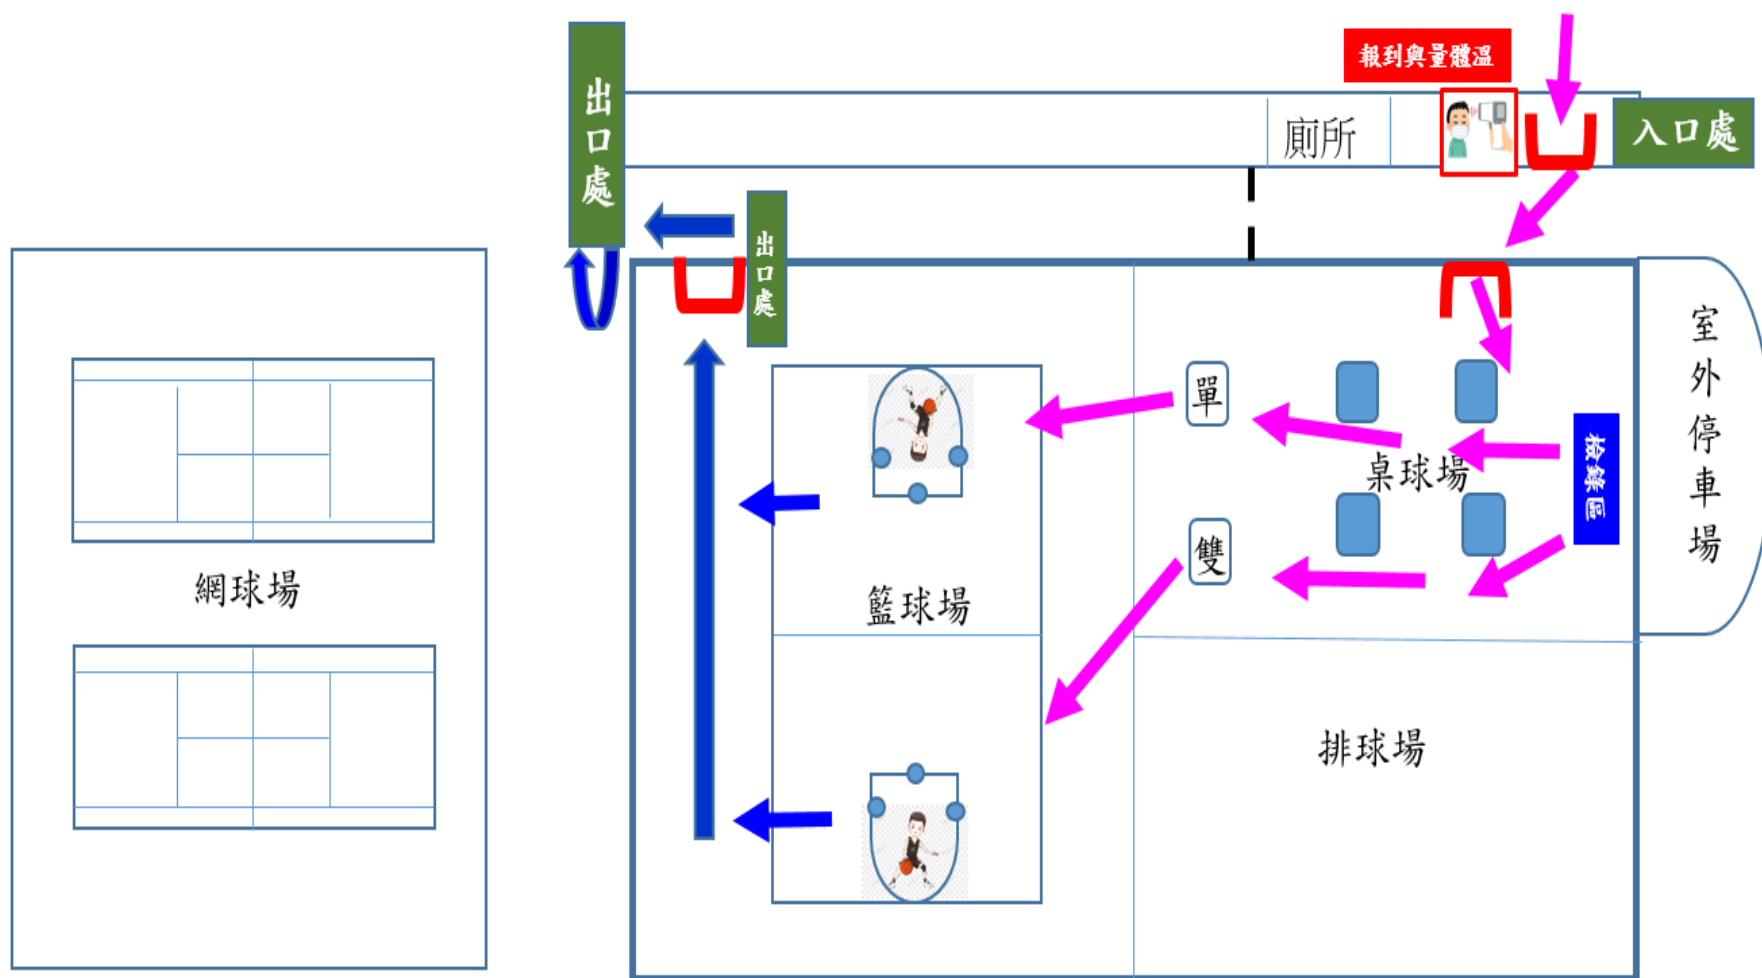 報到與量體溫
出口處
廁所
入口處
出口處
室外停車場
單
檢錄區
桌球場
雙
網球場
籃球場
排球場